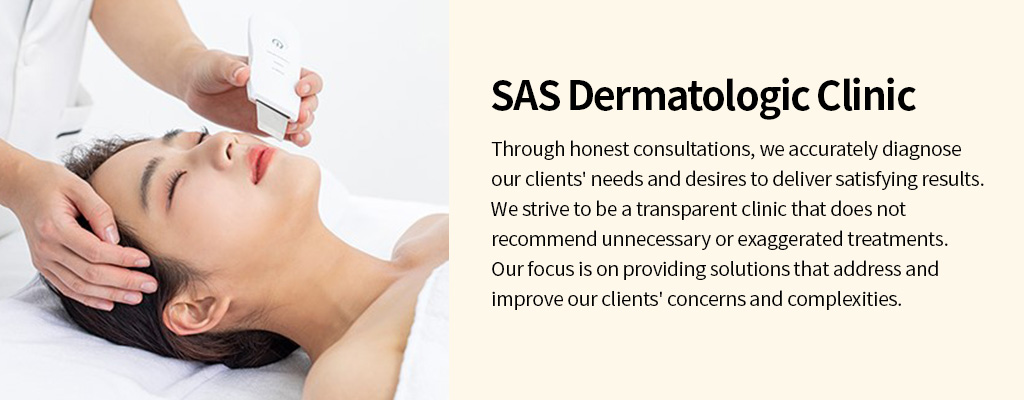 SAS Dermatologic Clinic
Through honest consultations, we accurately diagnose
our clients' needs and desires to deliver satisfying results.
We strive to be a transparent clinic that does not
recommend unnecessary or exaggerated treatments.
Our focus is on providing solutions that address and
improve our clients' concerns and complexities.